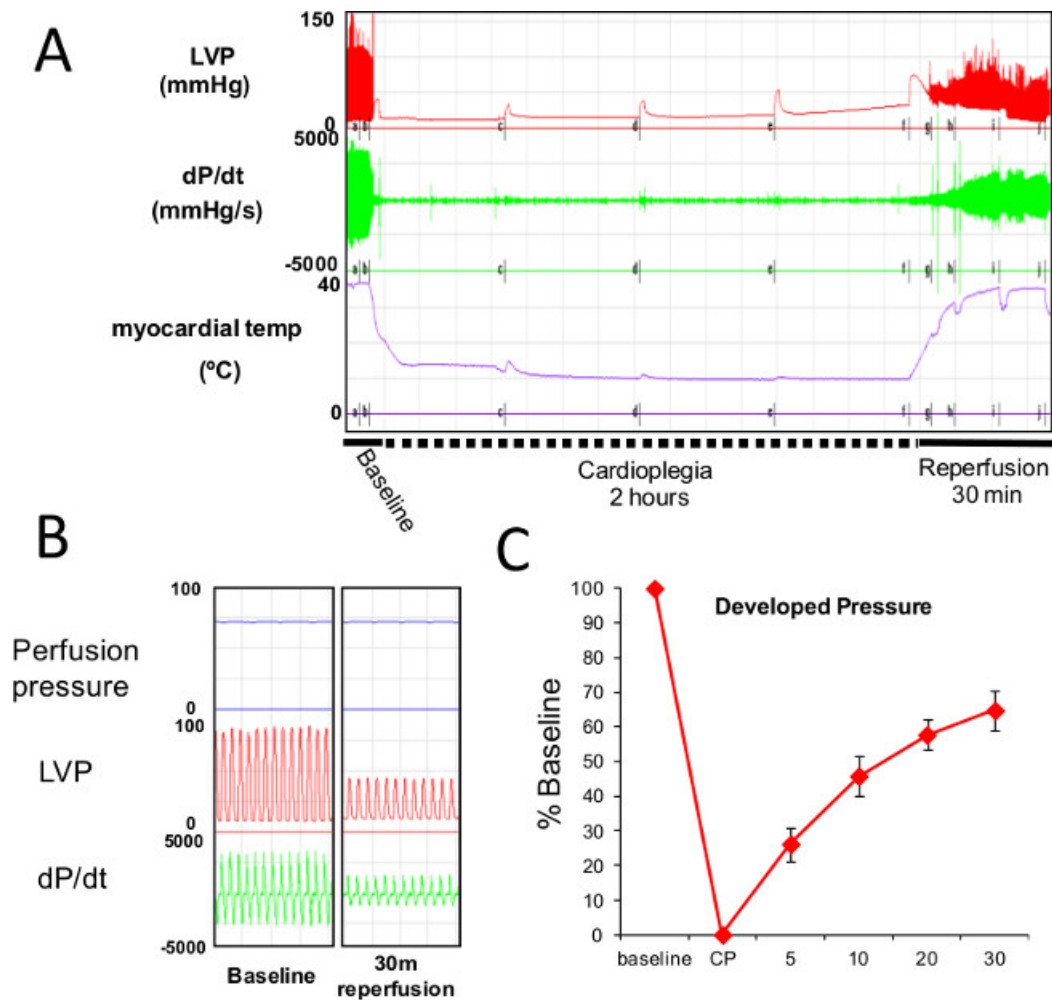 A
LVP
(mmHg)
150
0
a b c d e f g h i j
5000
dP/dt
(mmHg/s)
-5000
a b c d e f g h i j
40
myocardial temp
(ºC)
0
a b c d e f g h i j
Baseline
Cardioplegia
2 hours
Reperfusion
30 min
B
100
Perfusion
pressure
0
100
LVP
0
5000
dP/dt
-5000
Baseline
30m
reperfusion
C
Developed Pressure
% Baseline
100
90
80
70
60
50
40
30
20
10
0
baseline CP 5 10 20 30